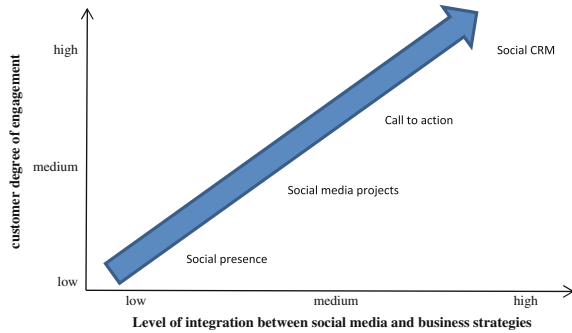 customer degree of engagement
high
medium
low
Social CRM
Call to action
Social media projects
Social presence
low medium high
Level of integration between social media and business strategies